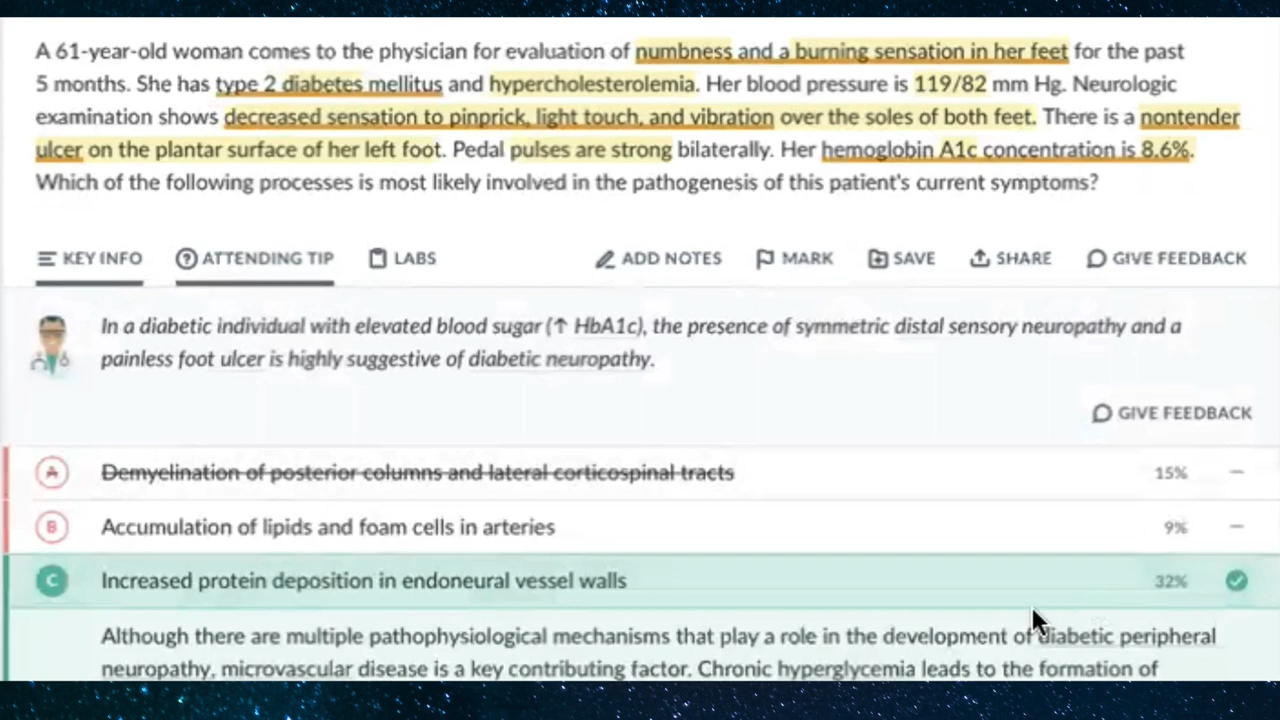 A 61-year-old woman comes to the physician for evaluation of numbness and a burning sensation in her feet for the past
5 months. She has type 2 diabetes mellitus and hypercholesterolemia. Her blood pressure is 119/82 mm Hg. Neurologic
examination shows decreased sensation to pinprick, light touch, and vibration over the soles of both feet. There is a nontender
ulcer on the plantar surface of her left foot. Pedal pulses are strong bilaterally. Her hemoglobin A1c concentration is 8.6%.
Which of the following processes is most likely involved in the pathogenesis of this patient's current symptoms?
KEY INFO ATTENDING TIP LABS ADD NOTES MARK SAVE SHARE GIVE FEEDBACK
In a diabetic individual with elevated blood sugar (↑ HbA1c), the presence of symmetric distal sensory neuropathy and a
painless foot ulcer is highly suggestive of diabetic neuropathy.
GIVE FEEDBACK
A Demyelination of posterior columns and lateral corticospinal tracts 15% –
B Accumulation of lipids and foam cells in arteries 9% –
C Increased protein deposition in endoneural vessel walls 32%
Although there are multiple pathophysiological mechanisms that play a role in the development of diabetic peripheral
neuropathy, microvascular disease is a key contributing factor. Chronic hyperglycemia leads to the formation of